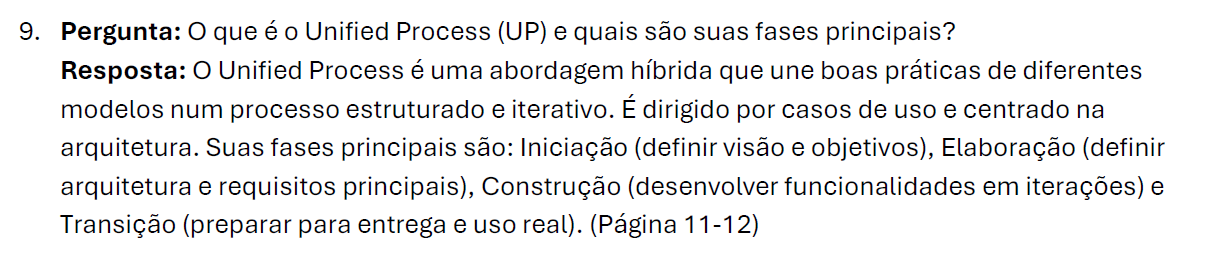 9. Pergunta: O que é o Unified Process (UP) e quais são suas fases principais?
Resposta: O Unified Process é uma abordagem híbrida que une boas práticas de diferentes
modelos num processo estruturado e iterativo. É dirigido por casos de uso e centrado na
arquitetura. Suas fases principais são: Iniciação (definir visão e objetivos), Elaboração (definir
arquitetura e requisitos principais), Construção (desenvolver funcionalidades em iterações) e
Transição (preparar para entrega e uso real). (Página 11-12)